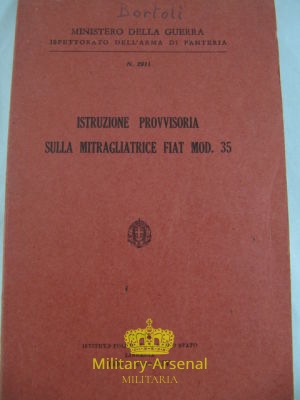 Bortoli
MINISTERO DELLA GUERRA
ISPETTORATO DELL'ARMA DI FANTERIA
N. 2911
ISTRUZIONE PROVVISORIA
SULLA MITRAGLIATRICE FIAT MOD. 35
STATO
Military-Arsenal
MILITARIA